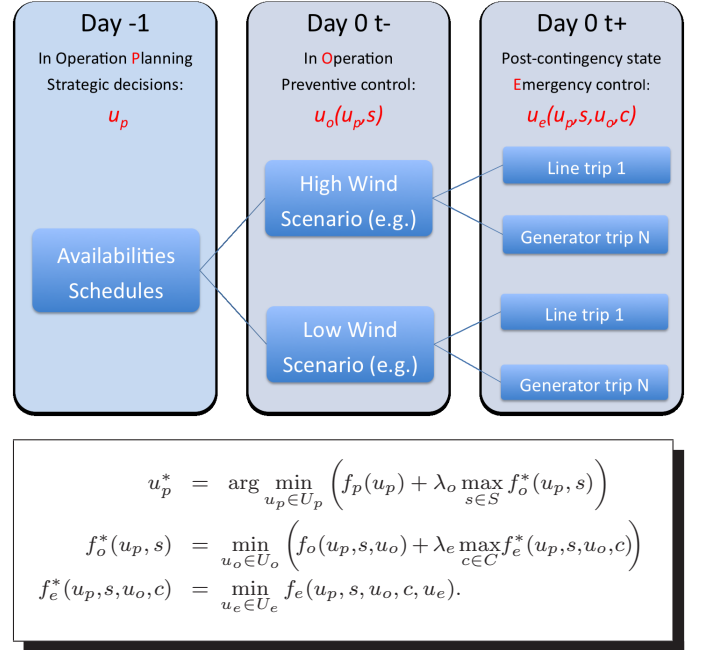 Day -1
In Operation Planning
Strategic decisions:
u_p
Day 0 t-
In Operation
Preventive control:
u_o(u_p,s)
Day 0 t+
Post-contingency state
Emergency control:
u_e(u_p,s,u_o,c)
Availabilities
Schedules
High Wind
Scenario (e.g.)
Low Wind
Scenario (e.g.)
Line trip 1
Generator trip N
Line trip 1
Generator trip N
u_p^* = arg min_{u_p∈U_p} (f_p(u_p) + λ_o max_{s∈S} f_o^*(u_p, s))
f_o^*(u_p, s) = min_{u_o∈U_o} (f_o(u_p,s,u_o) + λ_e max_{c∈C} f_e^*(u_p,s,u_o,c))
f_e^*(u_p,s,u_o,c) = min_{u_e∈U_e} f_e(u_p, s, u_o, c, u_e).